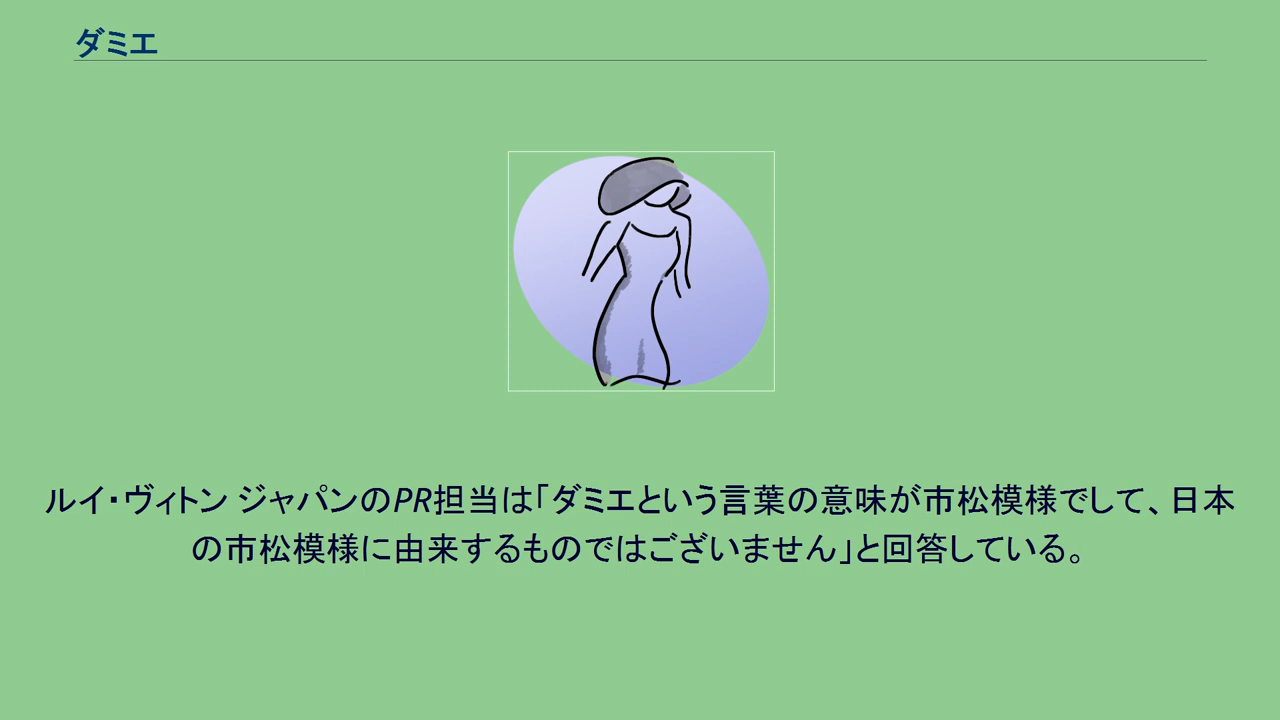 ダミエ
ルイ・ヴィトン ジャパンのPR担当は「ダミエという言葉の意味が市松模様でして、日本
の市松模様に由来するものではございません」と回答している。